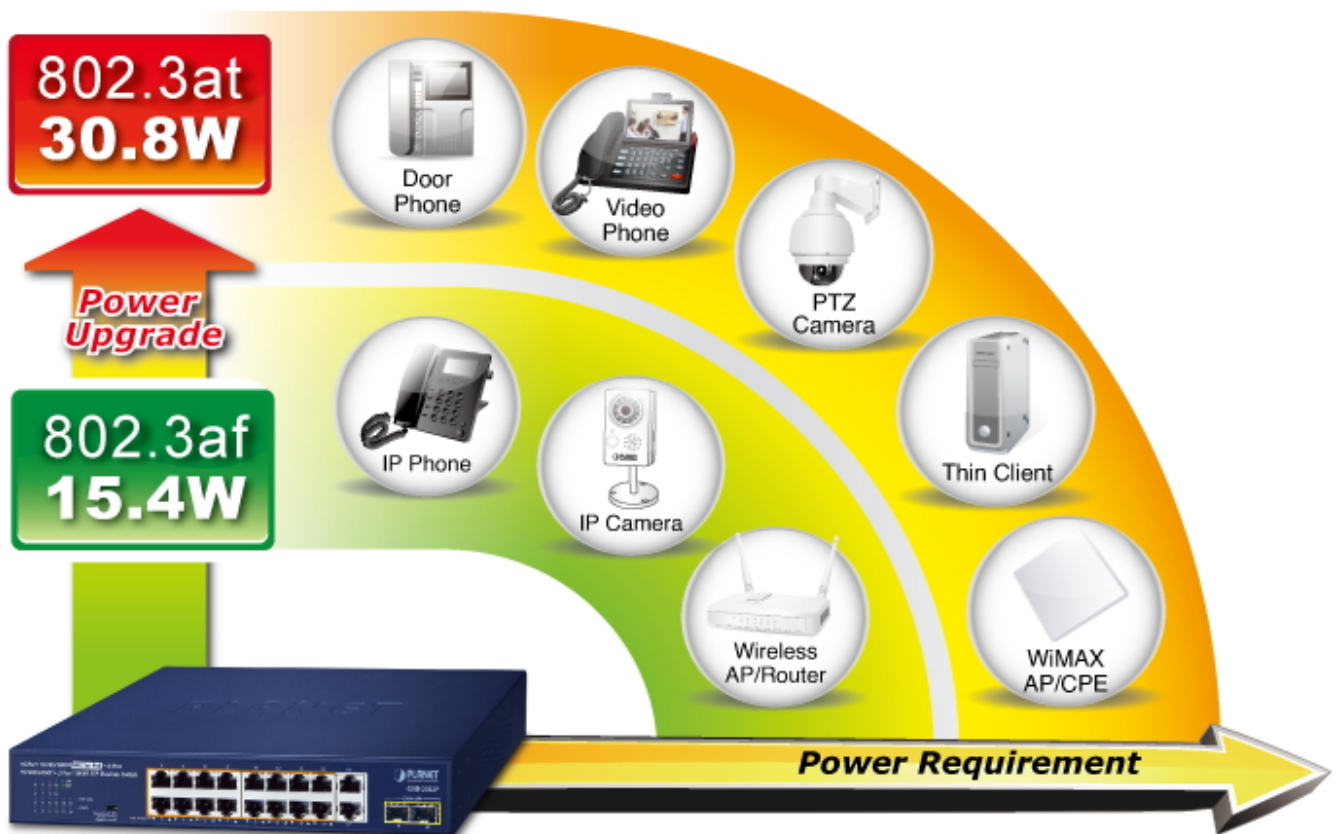 802.3at
30.8W
Door
Phone
Video
Phone
PTZ
Camera
Thin Client
WiMAX
AP/CPE
Power
Upgrade
802.3af
15.4W
IP Phone
IP Camera
Wireless
AP/Router
PLANET
Power Requirement